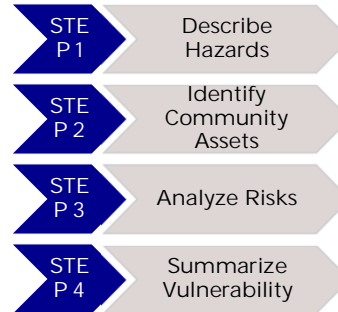 STE
P 1
Describe
Hazards
STE
P 2
Identify
Community
Assets
STE
P 3
Analyze Risks
STE
P 4
Summarize
Vulnerability